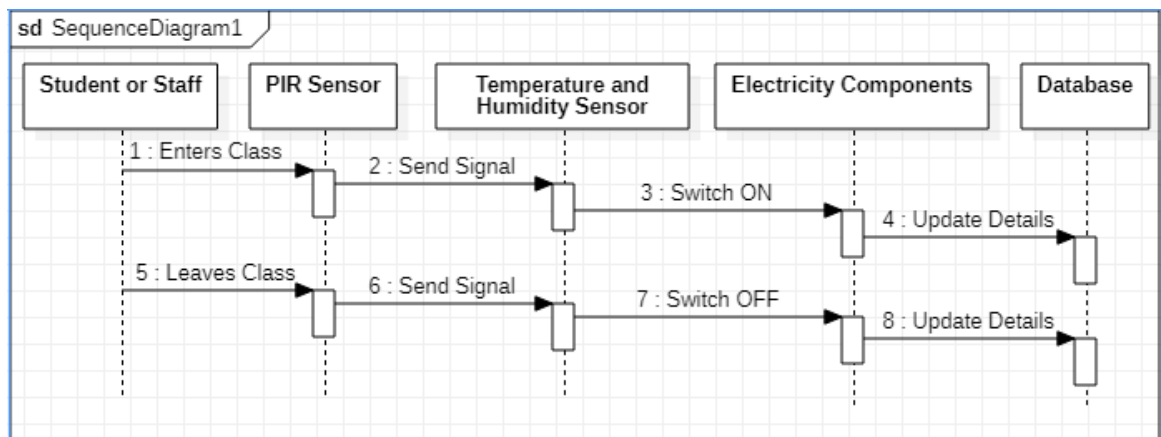 sd SequenceDiagram1
Student or Staff
PIR Sensor
Temperature and
Humidity Sensor
Electricity Components
Database
1 : Enters Class
2 : Send Signal
3 : Switch ON
4 : Update Details
5 : Leaves Class
6 : Send Signal
7 : Switch OFF
8 : Update Details